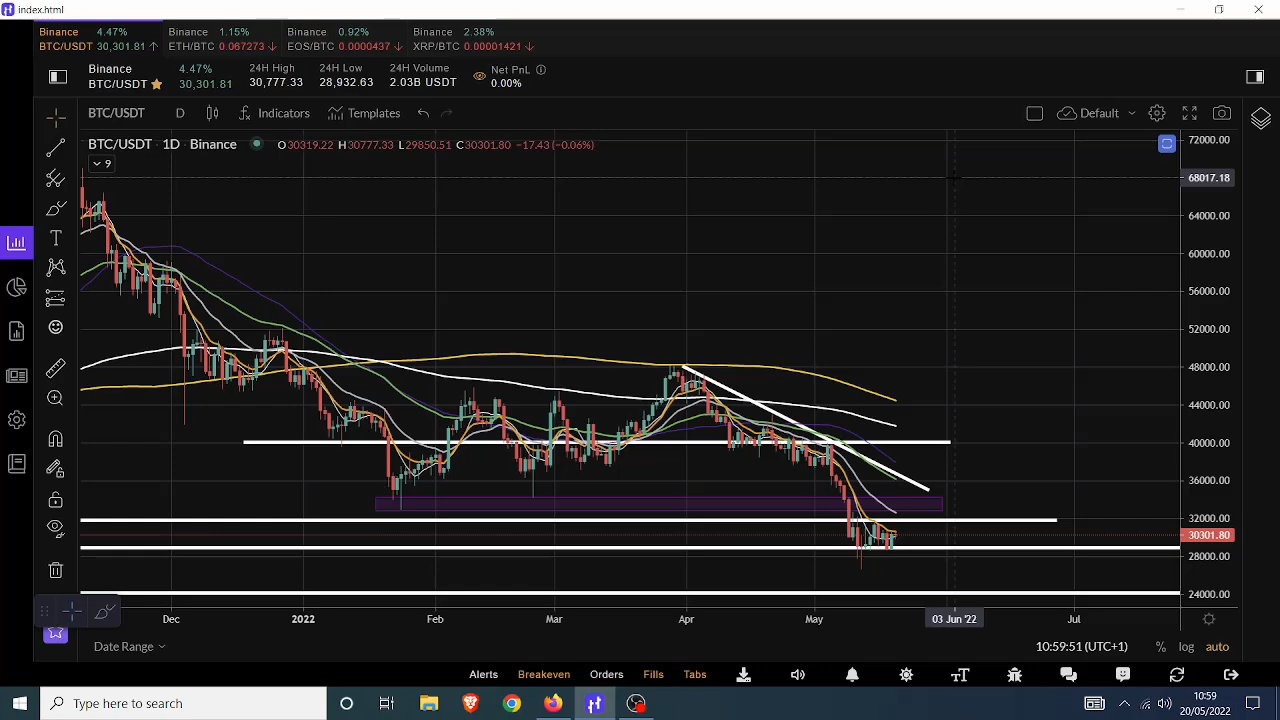 index.html
Binance 4.47% Binance 1.15% Binance 0.92% Binance 2.38%
BTC/USDT 30,301.81 ↑ ETH/BTC 0.067273 ↓ EOS/BTC 0.0000437 ↓ XRP/BTC 0.00001421 ↓
Binance 4.47% 24H High 24H Low 24H Volume Net PnL
BTC/USDT 30,301.81 30,777.33 28,932.63 2.03B USDT 0.00%
BTC/USDT D Indicators Templates Default
BTC/USDT · 1D · Binance O30319.22 H30777.33 L29850.51 C30301.80 −17.43 (−0.06%)
9
72000.00
68017.18
64000.00
60000.00
56000.00
52000.00
48000.00
44000.00
40000.00
36000.00
32000.00
30301.80
28000.00
24000.00
Dec 2022 Feb Mar Apr May 03 Jun '22 Jul
Date Range 10:59:51 (UTC+1) % log auto
Alerts Breakeven Orders Fills Tabs
Type here to search
10:59
20/05/2022